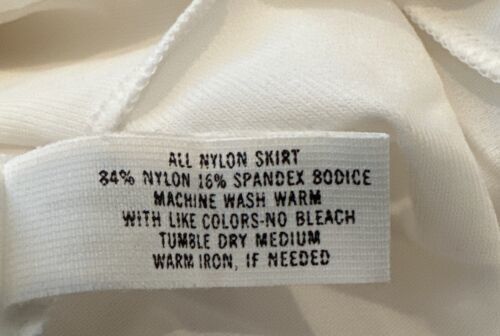 ALL NYLON SKIRT
84% NYLON 16% SPANDEX BODICE
MACHINE WASH WARM
WITH LIKE COLORS-NO BLEACH
TUMBLE DRY MEDIUM
WARM IRON, IF NEEDED